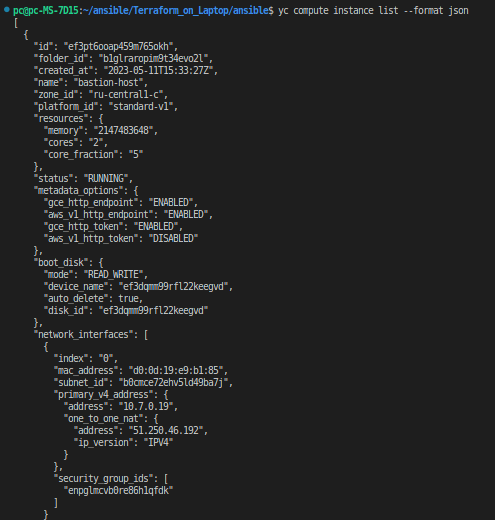 pc@pc-MS-7D15:~/ansible/Terraform_on_Laptop/ansible$ yc compute instance list --format json
[
  {
    "id": "ef3pt6ooap459m765okh",
    "folder_id": "b1glraropim9t34evo2l",
    "created_at": "2023-05-11T15:33:27Z",
    "name": "bastion-host",
    "zone_id": "ru-central1-c",
    "platform_id": "standard-v1",
    "resources": {
      "memory": "2147483648",
      "cores": "2",
      "core_fraction": "5"
    },
    "status": "RUNNING",
    "metadata_options": {
      "gce_http_endpoint": "ENABLED",
      "aws_v1_http_endpoint": "ENABLED",
      "gce_http_token": "ENABLED",
      "aws_v1_http_token": "DISABLED"
    },
    "boot_disk": {
      "mode": "READ_WRITE",
      "device_name": "ef3dqmm99rfl22keegvd",
      "auto_delete": true,
      "disk_id": "ef3dqmm99rfl22keegvd"
    },
    "network_interfaces": [
      {
        "index": "0",
        "mac_address": "d0:0d:19:e9:b1:85",
        "subnet_id": "b0cmce72ehv5ld49ba7j",
        "primary_v4_address": {
          "address": "10.7.0.19",
          "one_to_one_nat": {
            "address": "51.250.46.192",
            "ip_version": "IPV4"
          }
        },
        "security_group_ids": [
          "enpglmcvb0re86h1qfdk"
        ]
      }